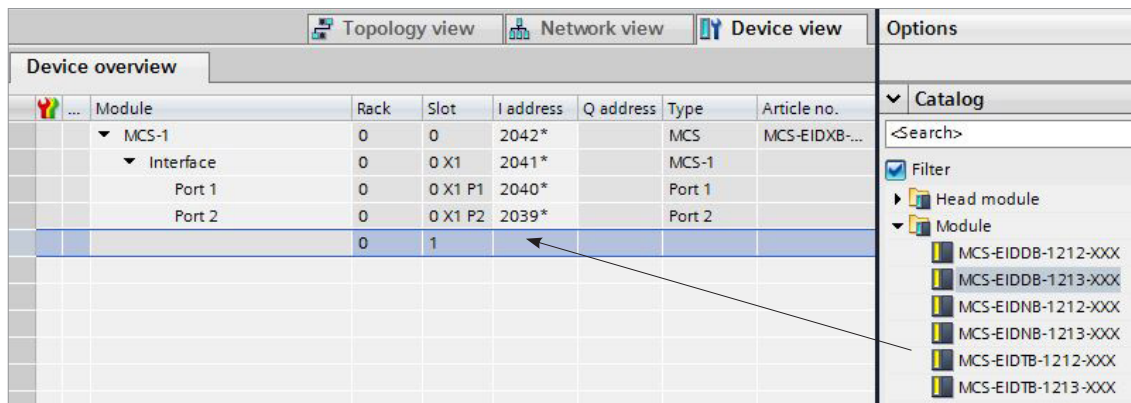 Topology view Network view Device view Options
Device overview
... Module Rack Slot I address Q address Type Article no.
Catalog
MCS-1 0 0 2042* MCS MCS-EIDXB-...
<Search>
Interface 0 0 X1 2041* MCS-1
Filter
Port 1 0 0 X1 P1 2040* Port 1
Head module
Port 2 0 0 X1 P2 2039* Port 2
Module
0 1
MCS-EIDDB-1212-XXX
MCS-EIDDB-1213-XXX
MCS-EIDNB-1212-XXX
MCS-EIDNB-1213-XXX
MCS-EIDTB-1212-XXX
MCS-EIDTB-1213-XXX